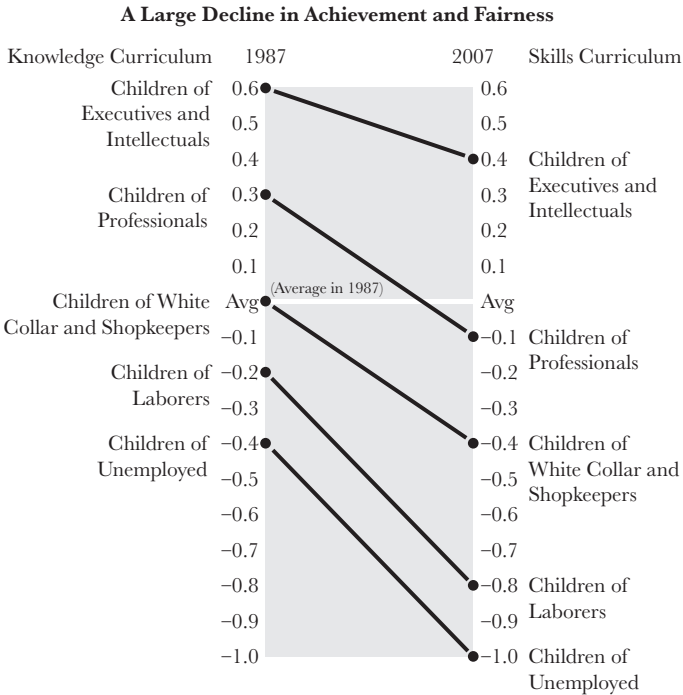 A Large Decline in Achievement and Fairness
Knowledge Curriculum 1987 2007 Skills Curriculum
Children of
Executives and
Intellectuals
Children of
Professionals
Children of White
Collar and Shopkeepers
Children of
Laborers
Children of
Unemployed
0.6
0.5
0.4
0.3
0.2
0.1
Avg
−0.1
−0.2
−0.3
−0.4
−0.5
−0.6
−0.7
−0.8
−0.9
−1.0
(Average in 1987)
0.6
0.5
0.4
0.3
0.2
0.1
Avg
−0.1
−0.2
−0.3
−0.4
−0.5
−0.6
−0.7
−0.8
−0.9
−1.0
Children of
Executives and
Intellectuals
Children of
Professionals
Children of
White Collar and
Shopkeepers
Children of
Laborers
Children of
Unemployed